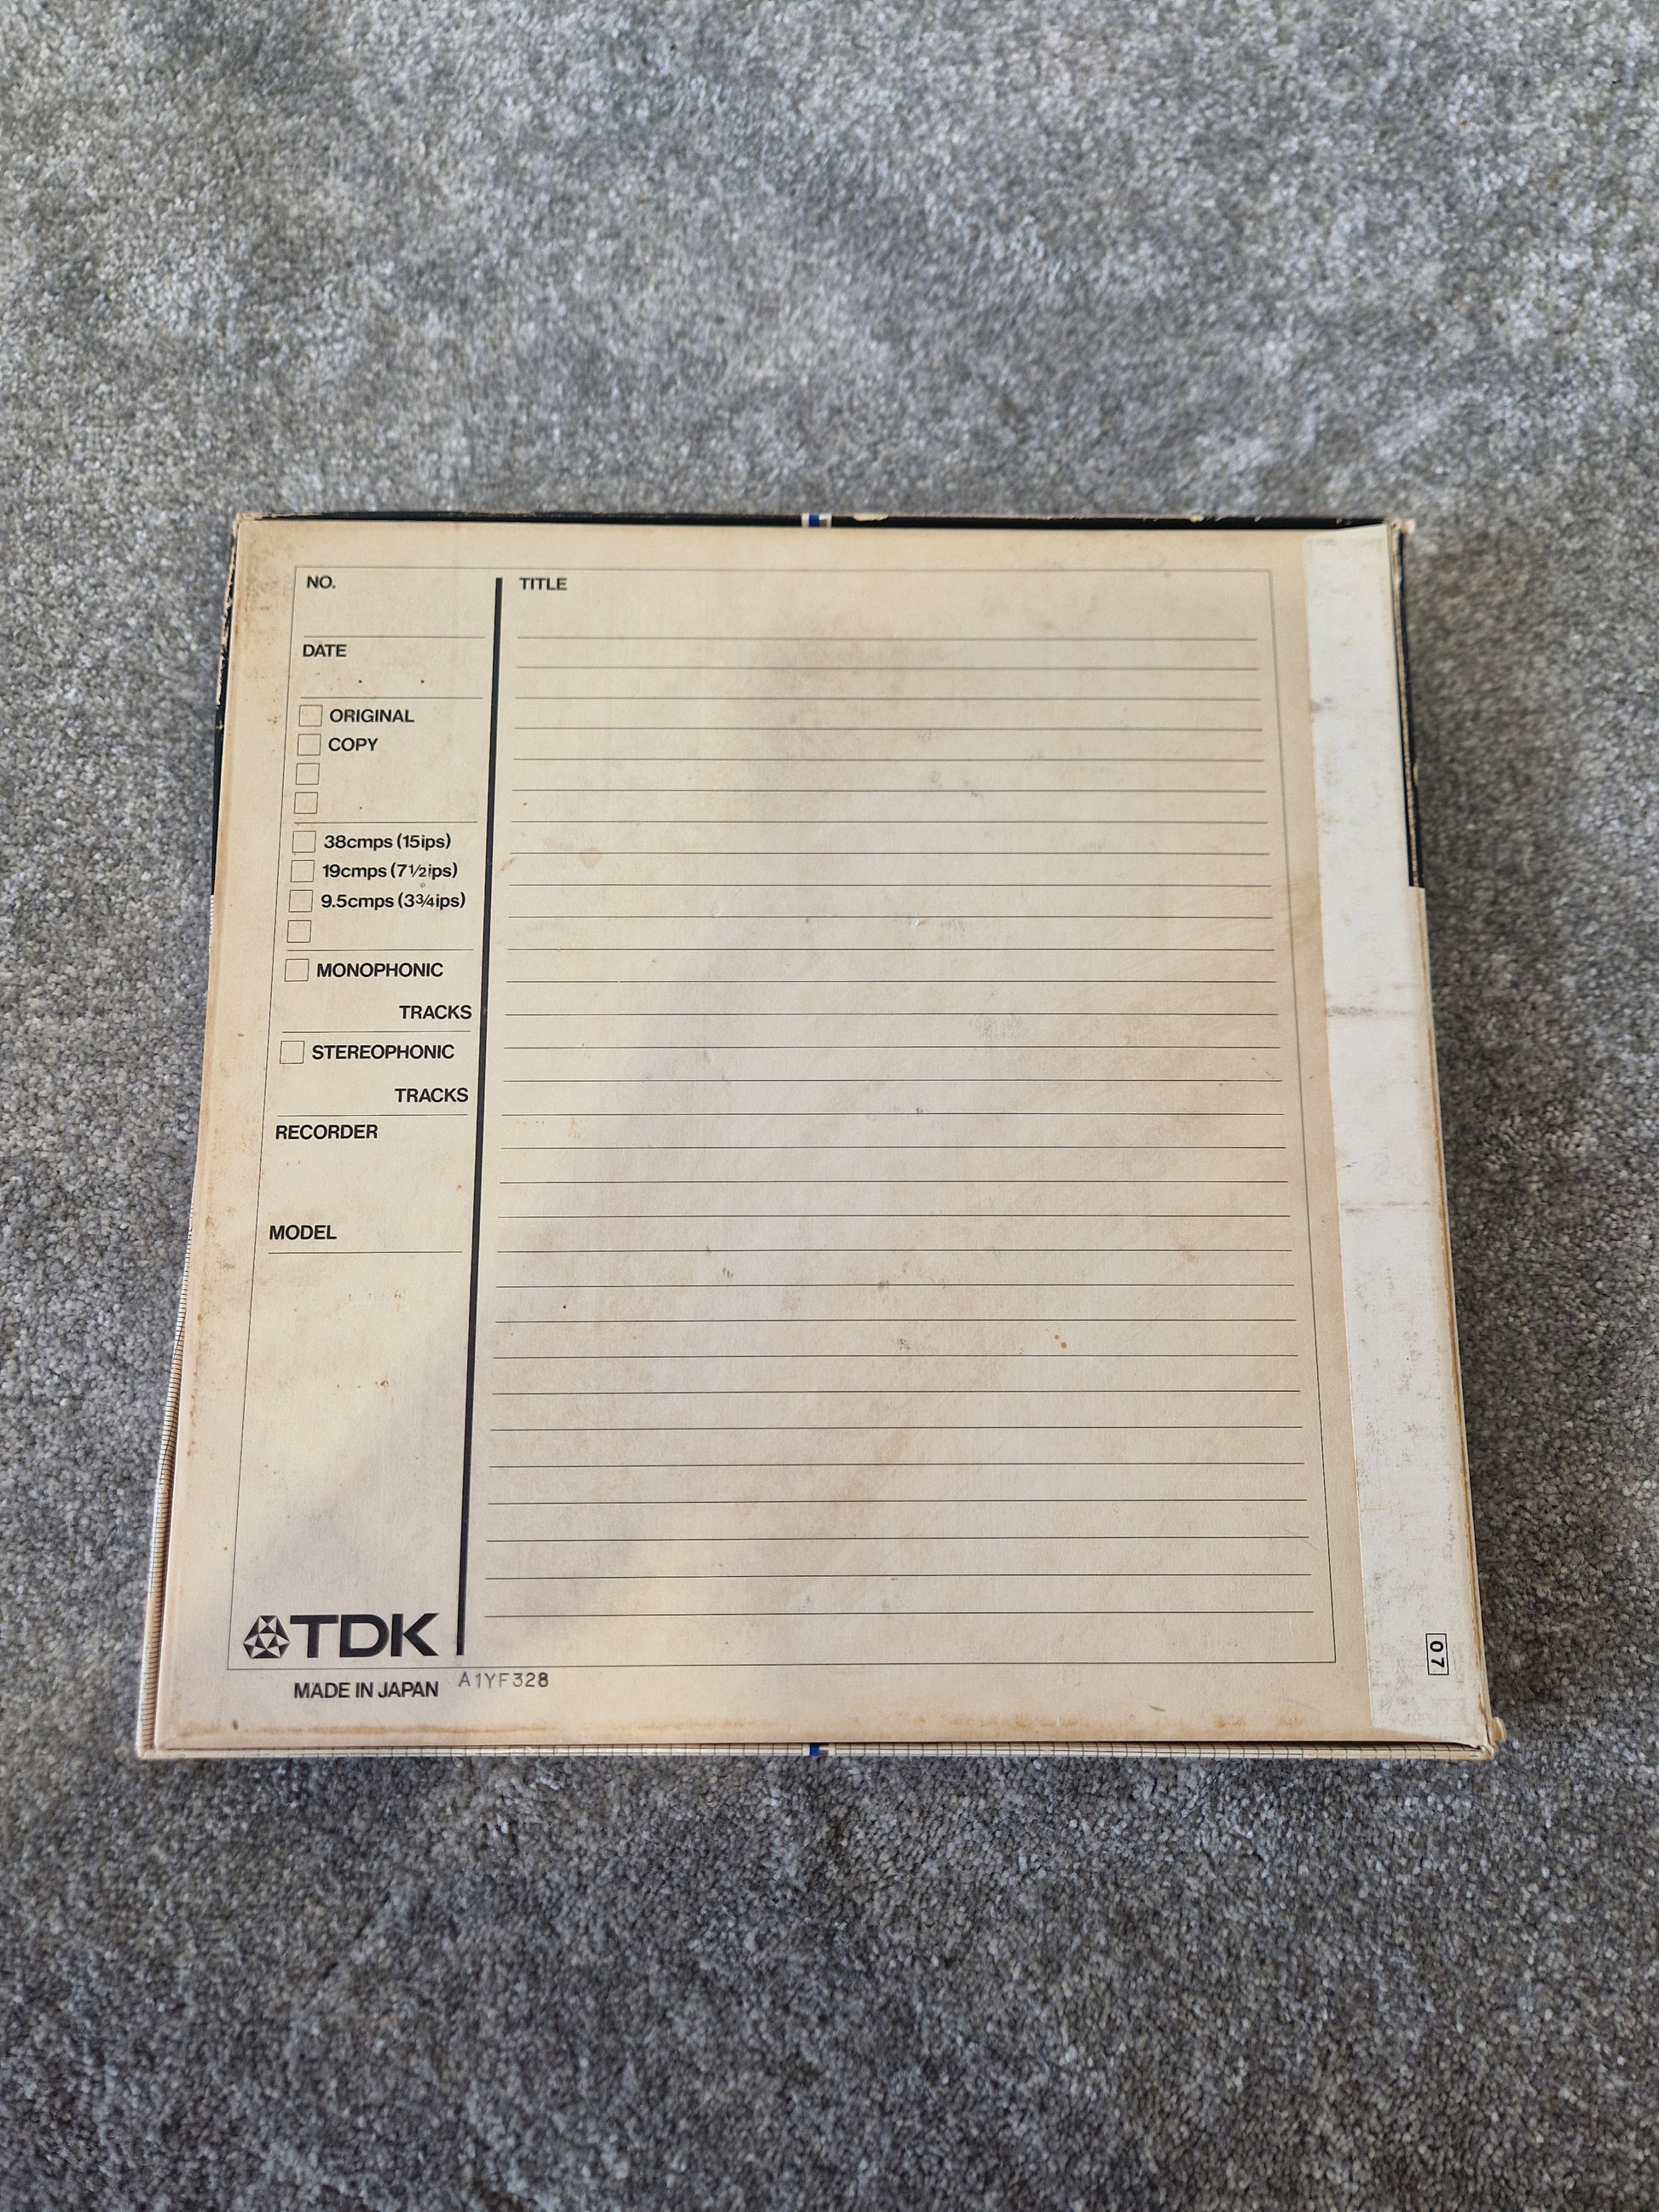 NO.
DATE
. .
ORIGINAL
COPY
38cmps (15ips)
19cmps (7½ips)
9.5cmps (3¾ips)
MONOPHONIC
TRACKS
STEREOPHONIC
TRACKS
RECORDER
MODEL
TDK
MADE IN JAPAN
A1YF328
TITLE
07